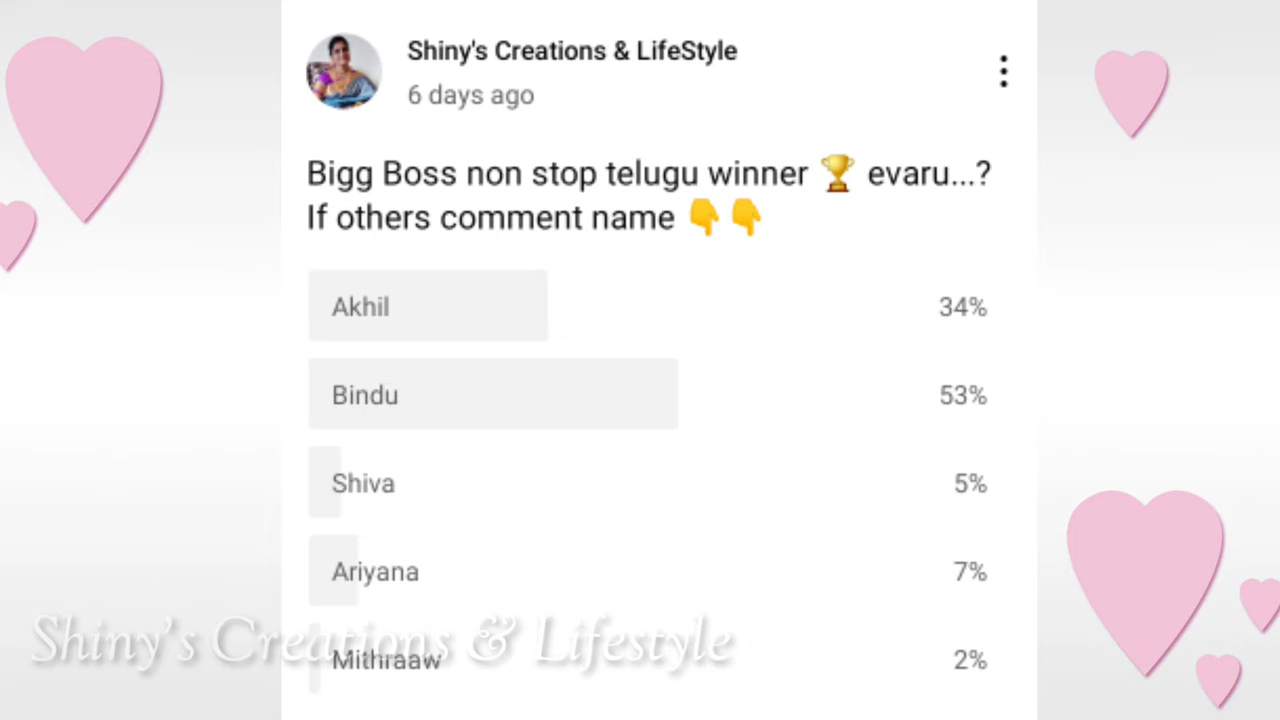 Shiny's Creations & LifeStyle
6 days ago
Bigg Boss non stop telugu winner 🏆 evaru...?
If others comment name 👇👇
Akhil 34%
Bindu 53%
Shiva 5%
Ariyana 7%
Shiny's Creations & Lifestyle
Mithraaw 2%